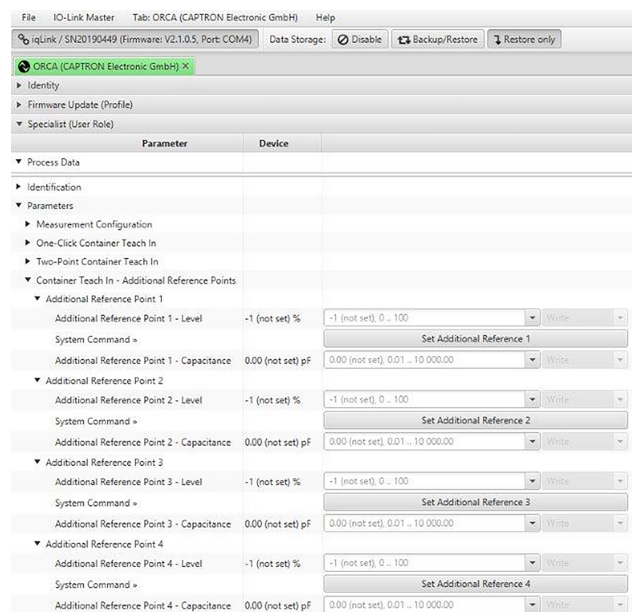 File IO-Link Master Tab: ORCA (CAPTRON Electronic GmbH) Help
iqLink / SN20190449 (Firmware: V2.1.0.5, Port: COM4) Data Storage: Disable Backup/Restore Restore only
ORCA (CAPTRON Electronic GmbH)
Identity
Firmware Update (Profile)
Specialist (User Role)
Parameter Device
Process Data
Identification
Parameters
Measurement Configuration
One-Click Container Teach In
Two-Point Container Teach In
Container Teach In - Additional Reference Points
Additional Reference Point 1
Additional Reference Point 1 - Level -1 (not set) % -1 (not set), 0 .. 100 Write
System Command » Set Additional Reference 1
Additional Reference Point 1 - Capacitance 0.00 (not set) pF 0.00 (not set), 0.01 .. 10 000.00 Write
Additional Reference Point 2
Additional Reference Point 2 - Level -1 (not set) % -1 (not set), 0 .. 100 Write
System Command » Set Additional Reference 2
Additional Reference Point 2 - Capacitance 0.00 (not set) pF 0.00 (not set), 0.01 .. 10 000.00 Write
Additional Reference Point 3
Additional Reference Point 3 - Level -1 (not set) % -1 (not set), 0 .. 100 Write
System Command » Set Additional Reference 3
Additional Reference Point 3 - Capacitance 0.00 (not set) pF 0.00 (not set), 0.01 .. 10 000.00 Write
Additional Reference Point 4
Additional Reference Point 4 - Level -1 (not set) % -1 (not set), 0 .. 100 Write
System Command » Set Additional Reference 4
Additional Reference Point 4 - Capacitance 0.00 (not set) pF 0.00 (not set), 0.01 .. 10 000.00 Write